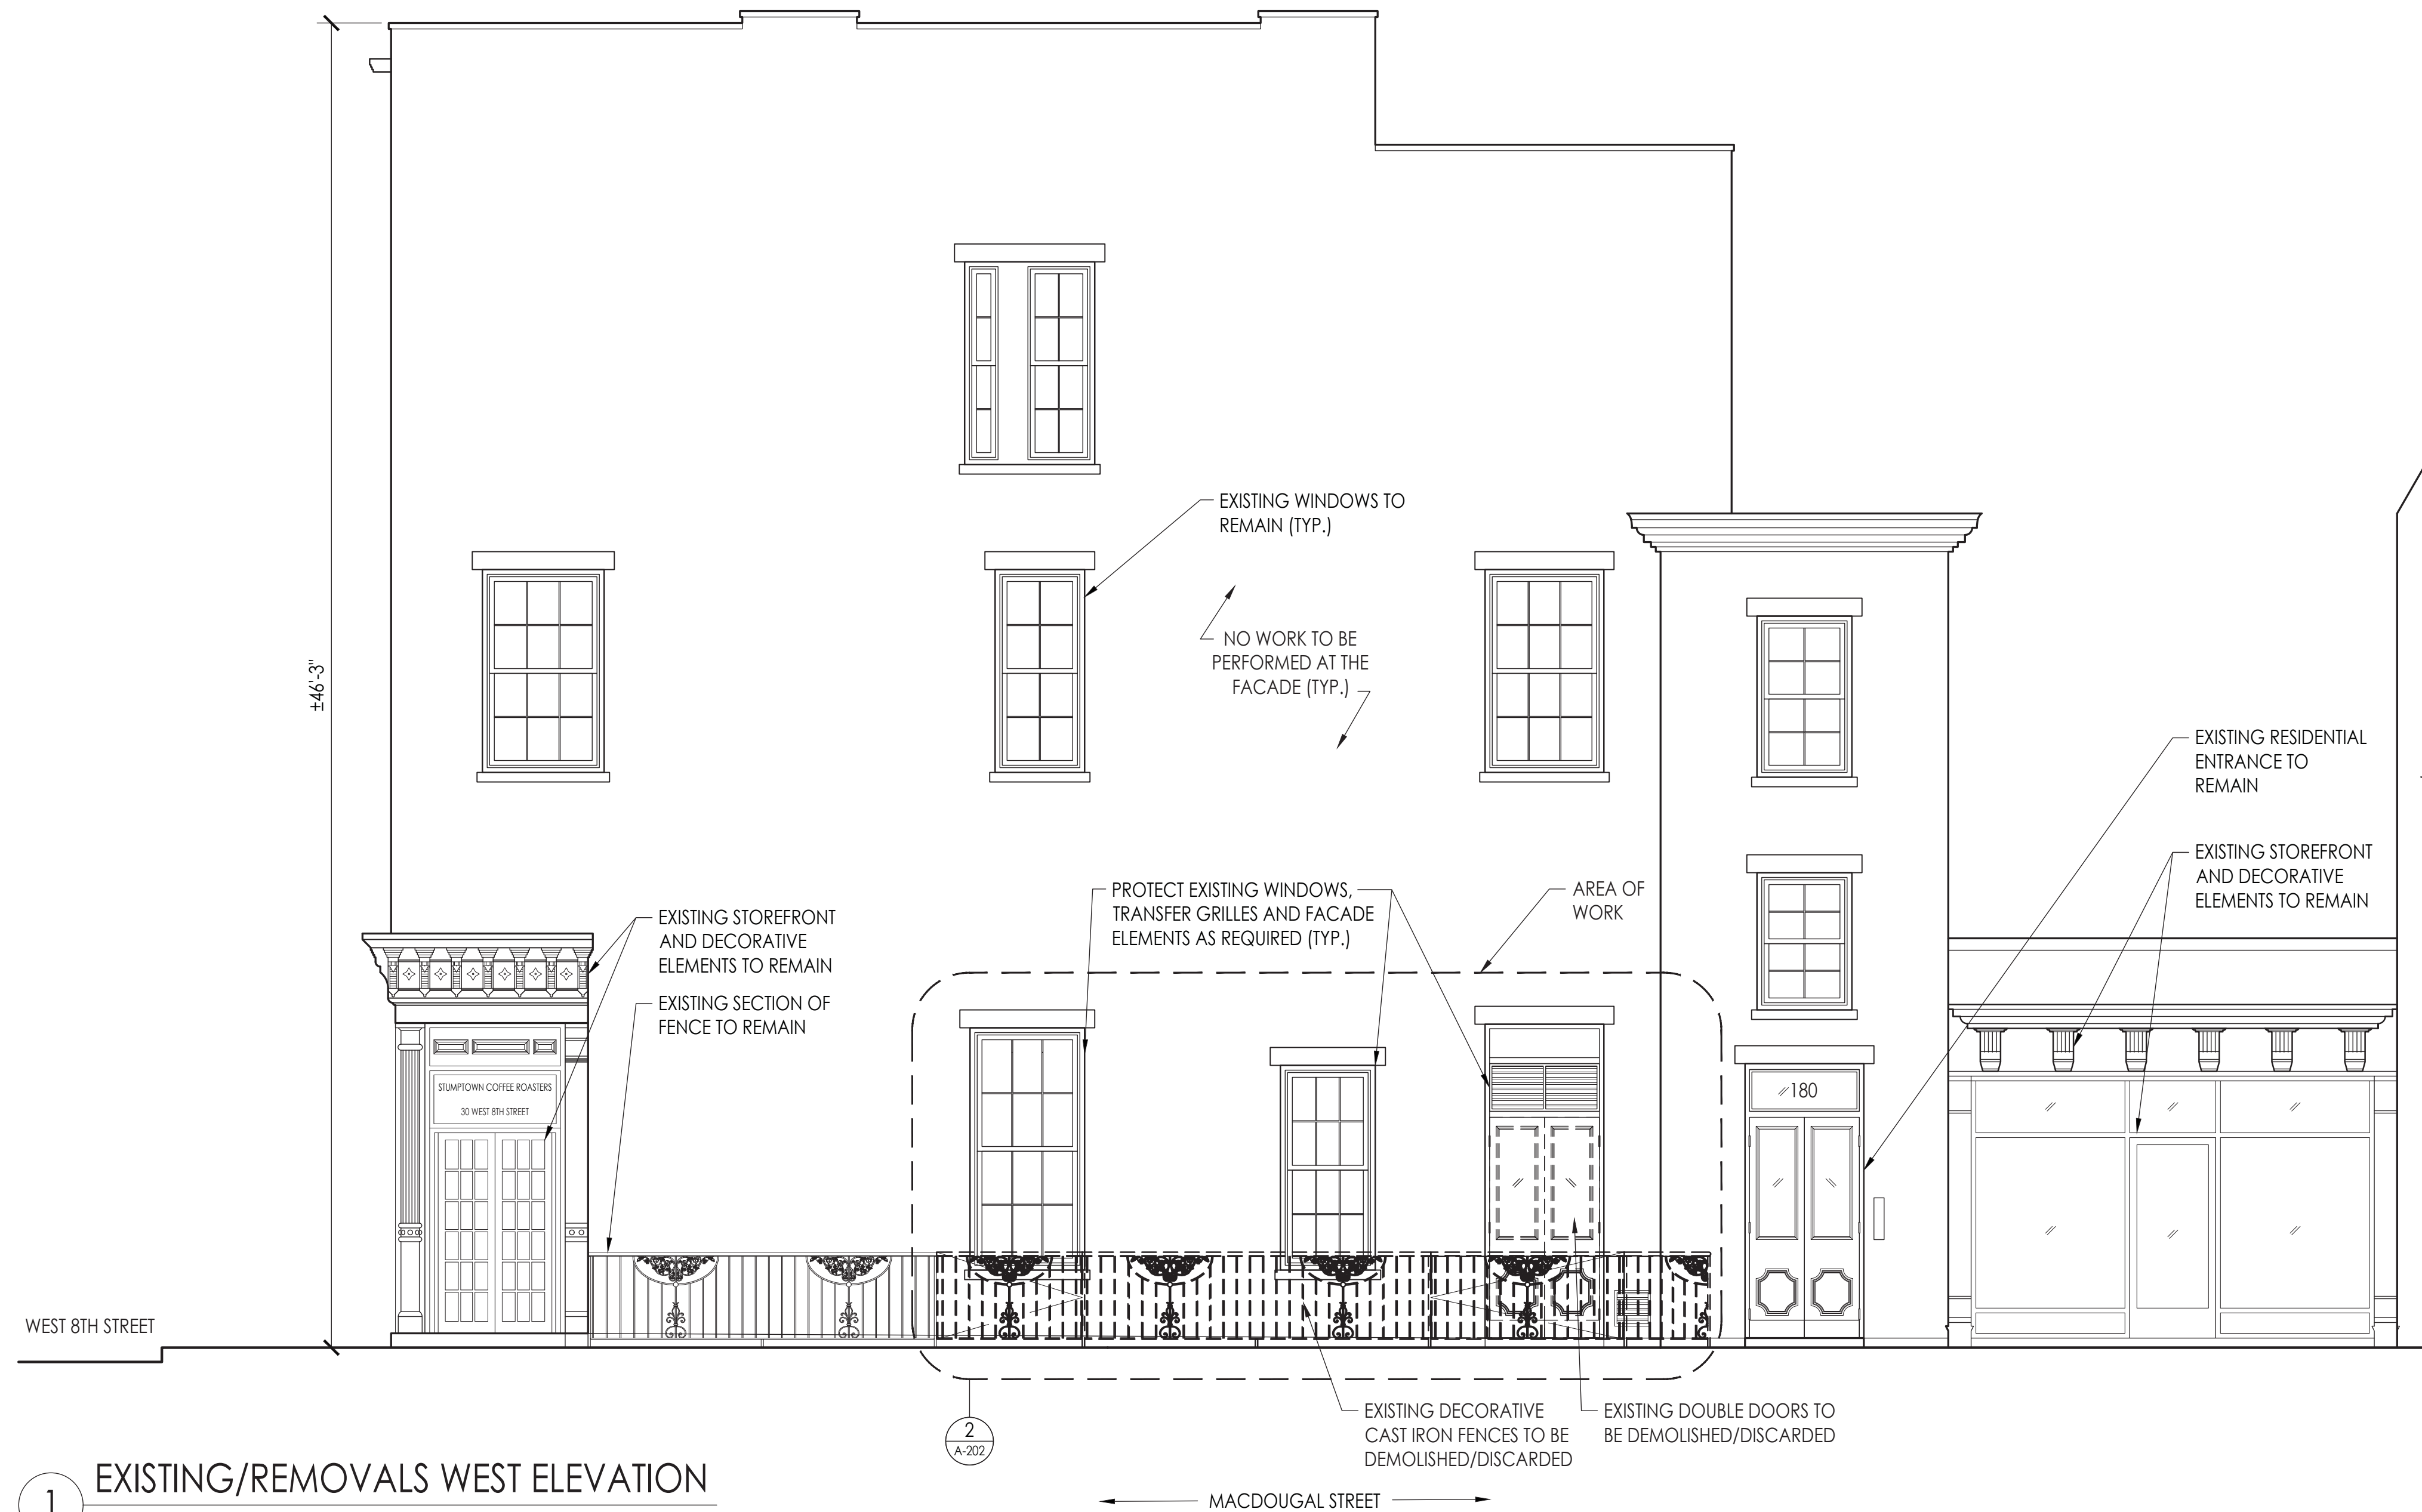 EXISTING WINDOWS TO
REMAIN (TYP.)
NO WORK TO BE
PERFORMED AT THE
FACADE (TYP.)
±46'-3"
EXISTING RESIDENTIAL
ENTRANCE TO
REMAIN
EXISTING STOREFRONT
AND DECORATIVE
ELEMENTS TO REMAIN
PROTECT EXISTING WINDOWS,
TRANSFER GRILLES AND FACADE
ELEMENTS AS REQUIRED (TYP.)
AREA OF
WORK
EXISTING STOREFRONT
AND DECORATIVE
ELEMENTS TO REMAIN
EXISTING SECTION OF
FENCE TO REMAIN
STUMPTOWN COFFEE ROASTERS
30 WEST 8TH STREET
180
WEST 8TH STREET
EXISTING DECORATIVE
CAST IRON FENCES TO BE
DEMOLISHED/DISCARDED
EXISTING DOUBLE DOORS TO
BE DEMOLISHED/DISCARDED
2
A-202
1
EXISTING/REMOVALS WEST ELEVATION
MACDOUGAL STREET